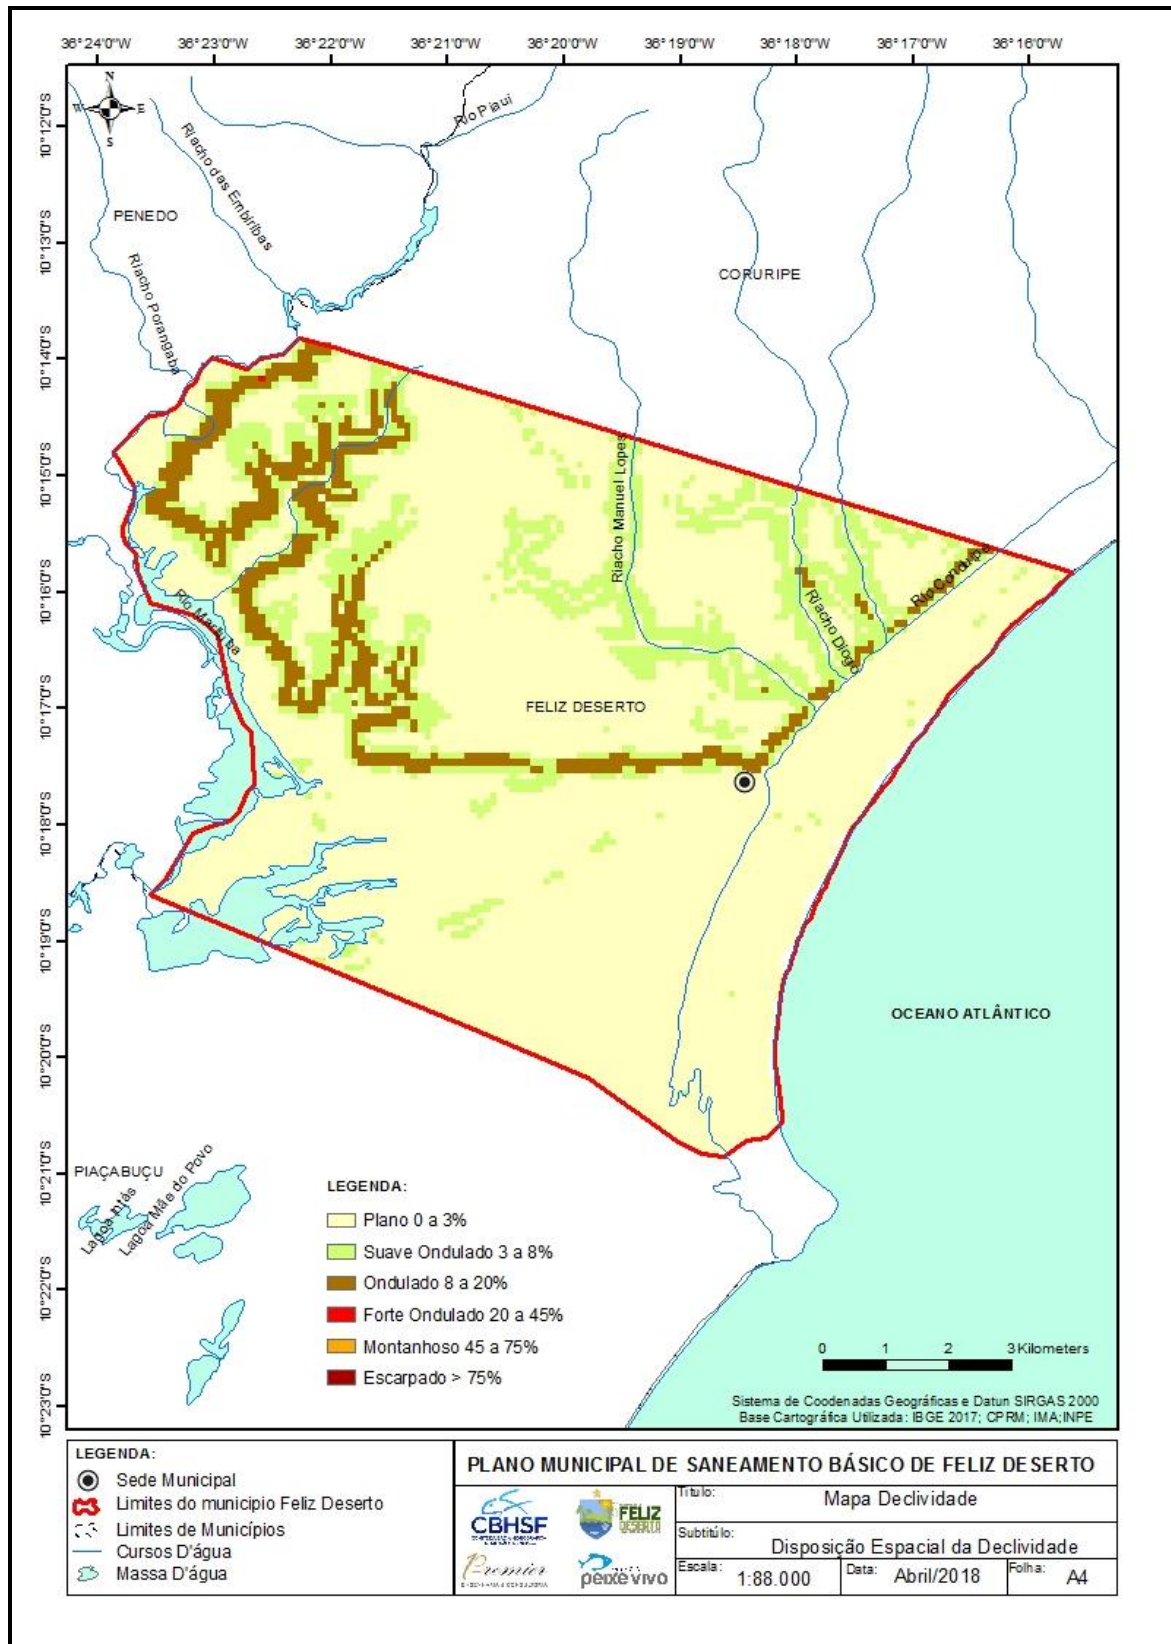 36°24'0"W 36°23'0"W 36°22'0"W 36°21'0"W 36°20'0"W 36°19'0"W 36°18'0"W 36°17'0"W 36°16'0"W
10°12'0"S
10°13'0"S
10°14'0"S
10°15'0"S
10°16'0"S
10°17'0"S
10°18'0"S
10°19'0"S
10°20'0"S
10°21'0"S
10°22'0"S
10°23'0"S
N
W E
S
Rio Piaui
Riacho das Embiribas
PENEDO
Riacho Porangaba
CORURIPE
Riacho Manuel Lopes
Rio Conduipe
Riacho Diogo
Rio Marituba
FELIZ DESERTO
OCEANO ATLÂNTICO
PIAÇABUÇU
Lagoa Intás
Lagoa Mãe do Povo
LEGENDA:
Plano 0 a 3%
Suave Ondulado 3 a 8%
Ondulado 8 a 20%
Forte Ondulado 20 a 45%
Montanhoso 45 a 75%
Escarpado > 75%
0 1 2 3 Kilometers
Sistema de Coodenadas Geográficas e Datun SIRGAS 2000
Base Cartográfica Utilizada: IBGE 2017; CPRM; IMA;INPE
LEGENDA:
Sede Municipal
Limites do municipio Feliz Deserto
Limites de Municípios
Cursos D'água
Massa D'água
PLANO MUNICIPAL DE SANEAMENTO BÁSICO DE FELIZ DESERTO
CBHSF
FELIZ
DESERTO
Premier
peixe vivo
Título:
Mapa Declividade
Subtitúlo:
Disposição Espacial da Declividade
Escala: 1:88.000
Data: Abril/2018
Folha: A4